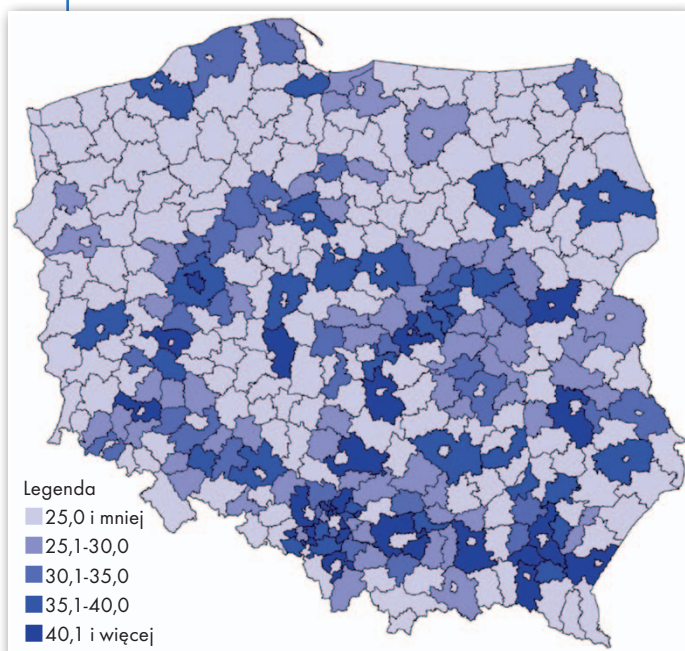 Legenda
25,0 i mniej
25,1-30,0
30,1-35,0
35,1-40,0
40,1 i więcej